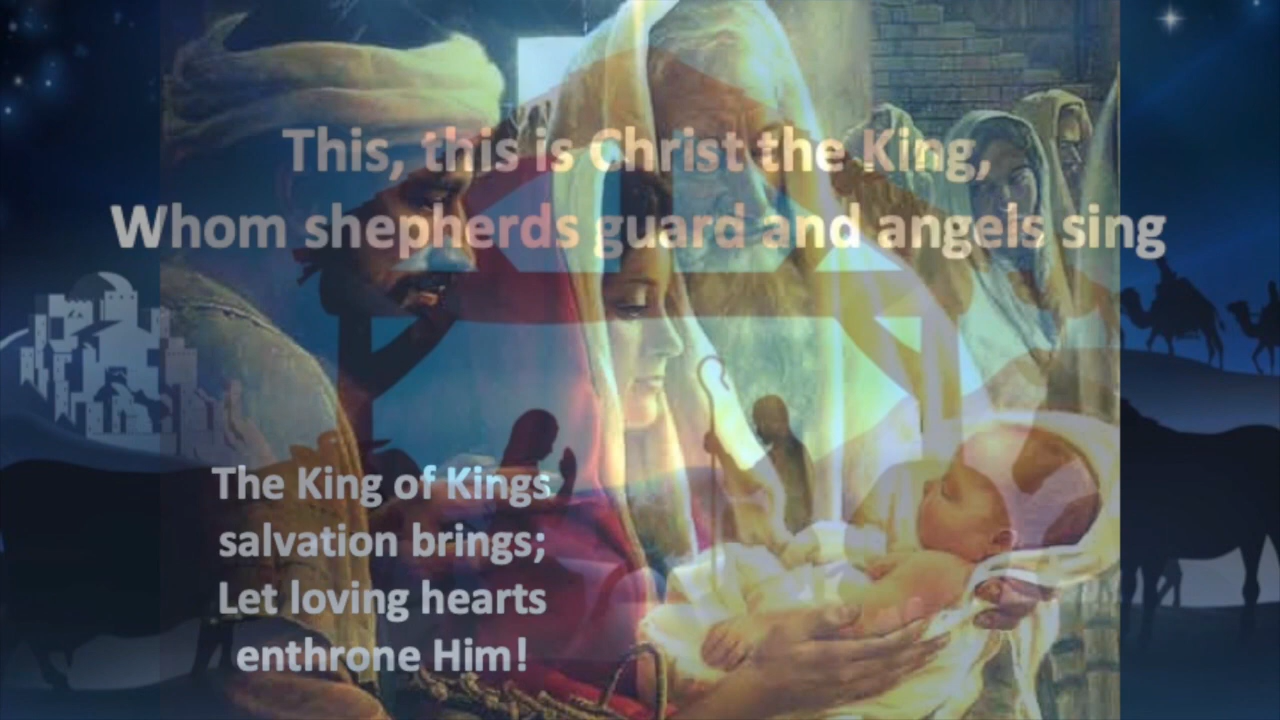 This, this is Christ the King,
Whom shepherds guard and angels sing
The King of Kings
salvation brings;
Let loving hearts
enthrone Him!